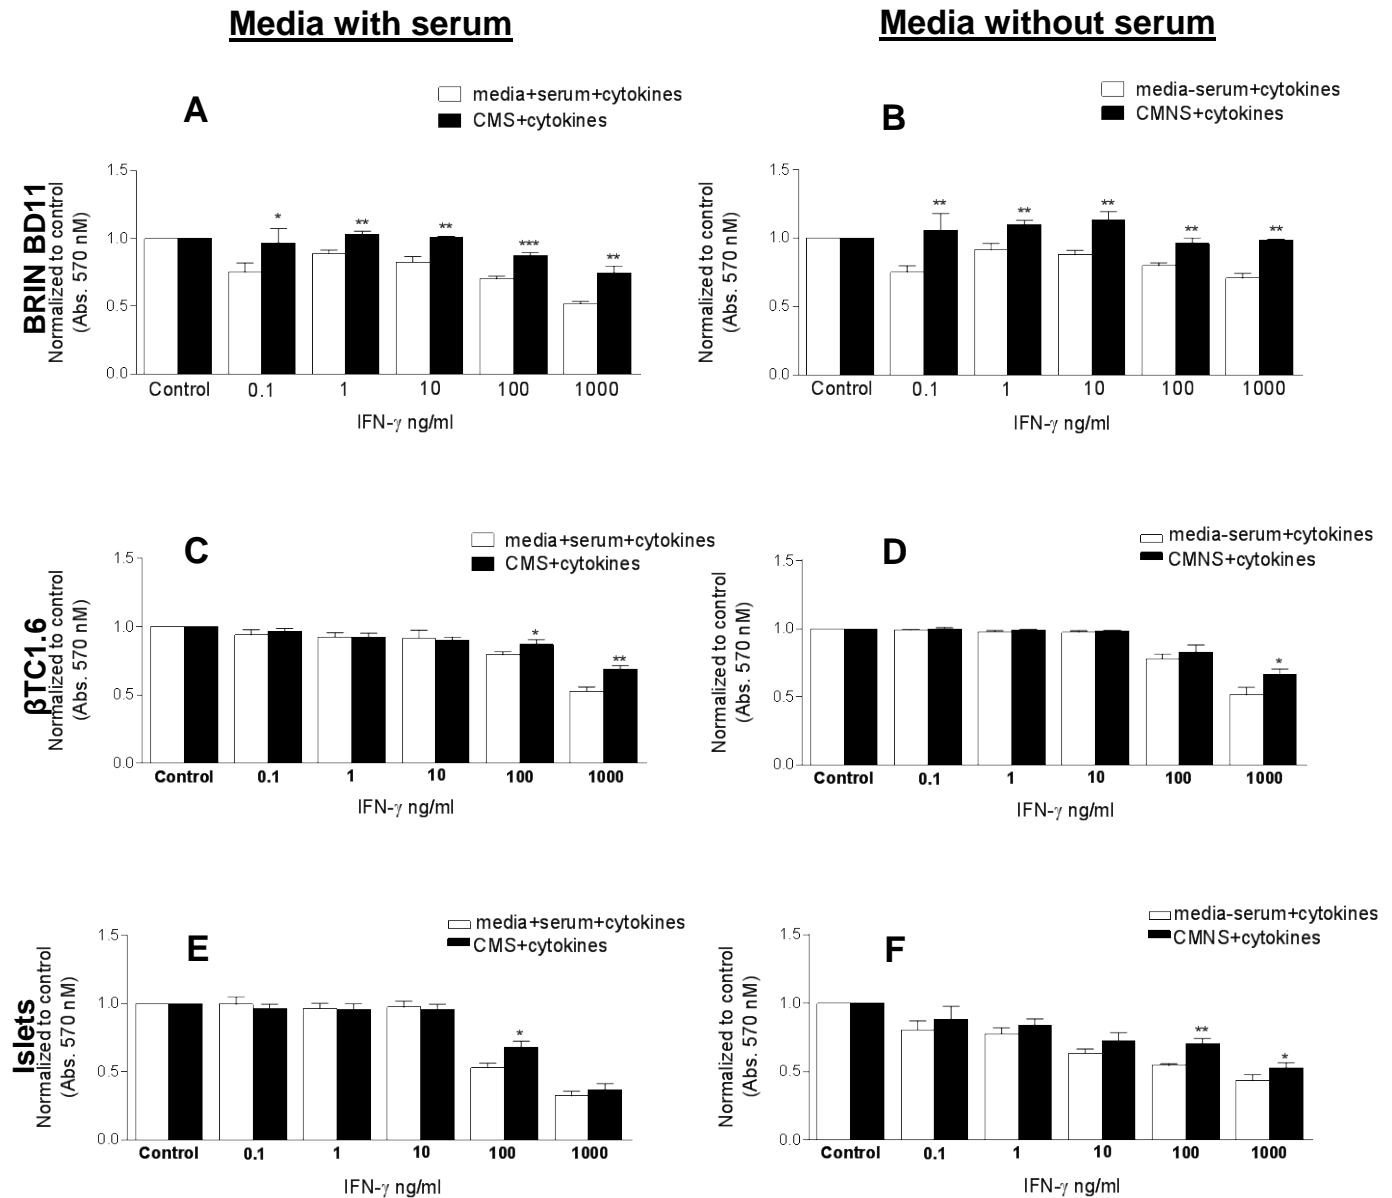 Media with serum
Media without serum
A
media+serum+cytokines
CMS+cytokines
BRIN BD11
Normalized to control
(Abs. 570 nM)
1.5
1.0
0.5
0.0
*
**
**
***
**
Control 0.1 1 10 100 1000
IFN-γ ng/ml
B
media-serum+cytokines
CMNS+cytokines
Normalized to control
(Abs. 570 nM)
1.5
1.0
0.5
0.0
**
**
**
**
**
Control 0.1 1 10 100 1000
IFN-γ ng/ml
C
media+serum+cytokines
CMS+cytokines
βTC1.6
Normalized to control
(Abs. 570 nM)
1.5
1.0
0.5
0.0
*
**
Control 0.1 1 10 100 1000
IFN-γ ng/ml
D
media-serum+cytokines
CMNS+cytokines
Normalized to control
(Abs. 570 nM)
1.5
1.0
0.5
0.0
*
Control 0.1 1 10 100 1000
IFN-γ ng/ml
E
media+serum+cytokines
CMS+cytokines
Islets
Normalized to control
(Abs. 570 nM)
1.5
1.0
0.5
0.0
*
Control 0.1 1 10 100 1000
IFN-γ ng/ml
F
media-serum+cytokines
CMNS+cytokines
Normalized to control
(Abs. 570 nM)
1.5
1.0
0.5
0.0
**
*
Control 0.1 1 10 100 1000
IFN-γ ng/ml